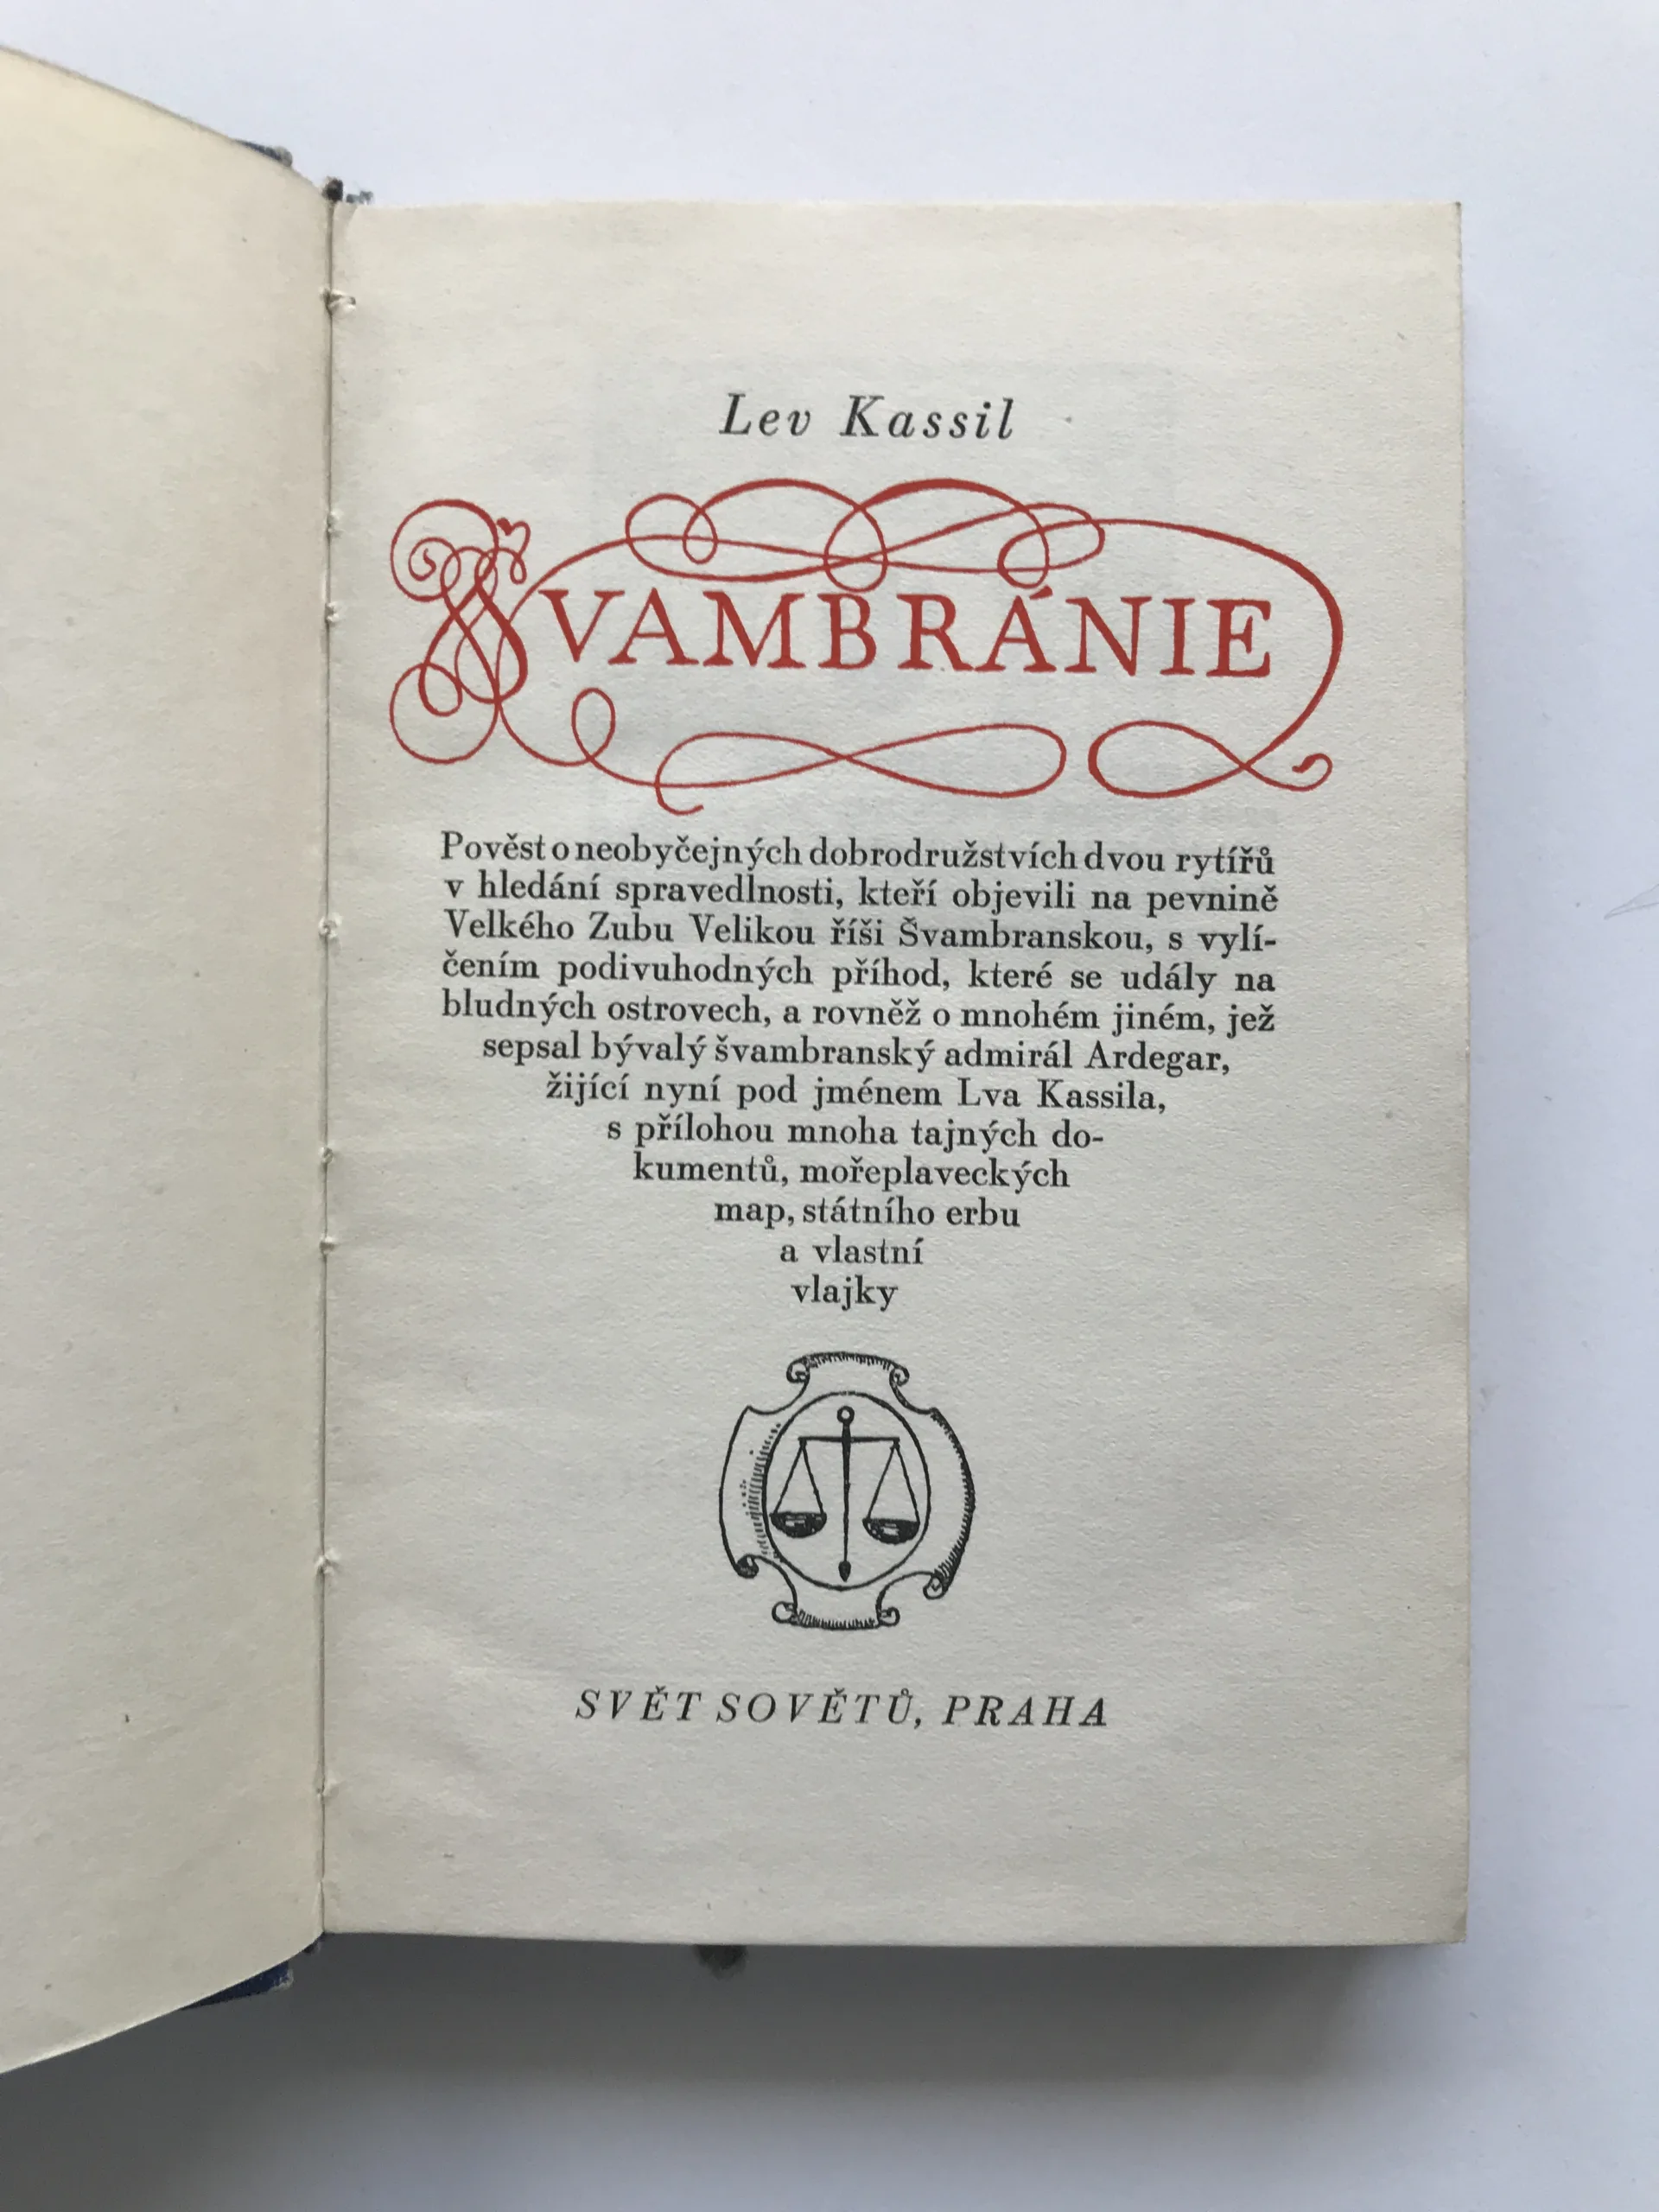 Lev Kassil
ŠVAMBRÁNIE
Pověst o neobyčejných dobrodružstvích dvou rytířů
v hledání spravedlnosti, kteří objevili na pevnině
Velkého Zubu Velikou říši Švambranskou, s vylí-
čením podivuhodných příhod, které se udály na
bludných ostrovech, a rovněž o mnohém jiném, jež
sepsal bývalý švambranský admirál Ardegar,
žijící nyní pod jménem Lva Kassila,
s přílohou mnoha tajných do-
kumentů, mořeplaveckých
map, státního erbu
a vlastní
vlajky
SVĚT SOVĚTŮ, PRAHA